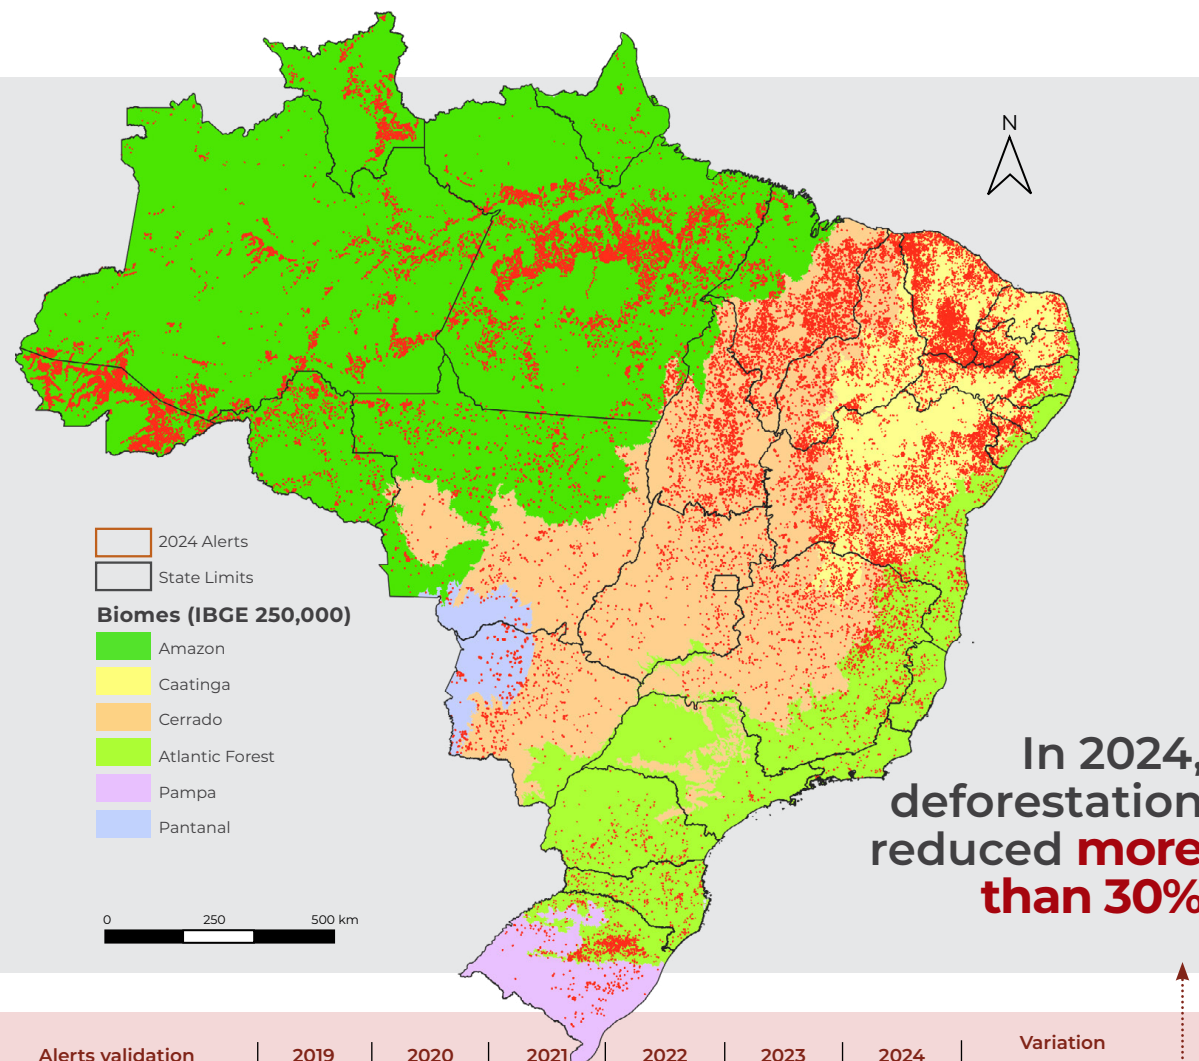 N
2024 Alerts
State Limits
Biomes (IBGE 250,000)
Amazon
Caatinga
Cerrado
Atlantic Forest
Pampa
Pantanal
0 250 500 km
In 2024,
deforestation
reduced more
than 30%
Alerts validation 2019 2020 2021 2022 2023 2024 Variation